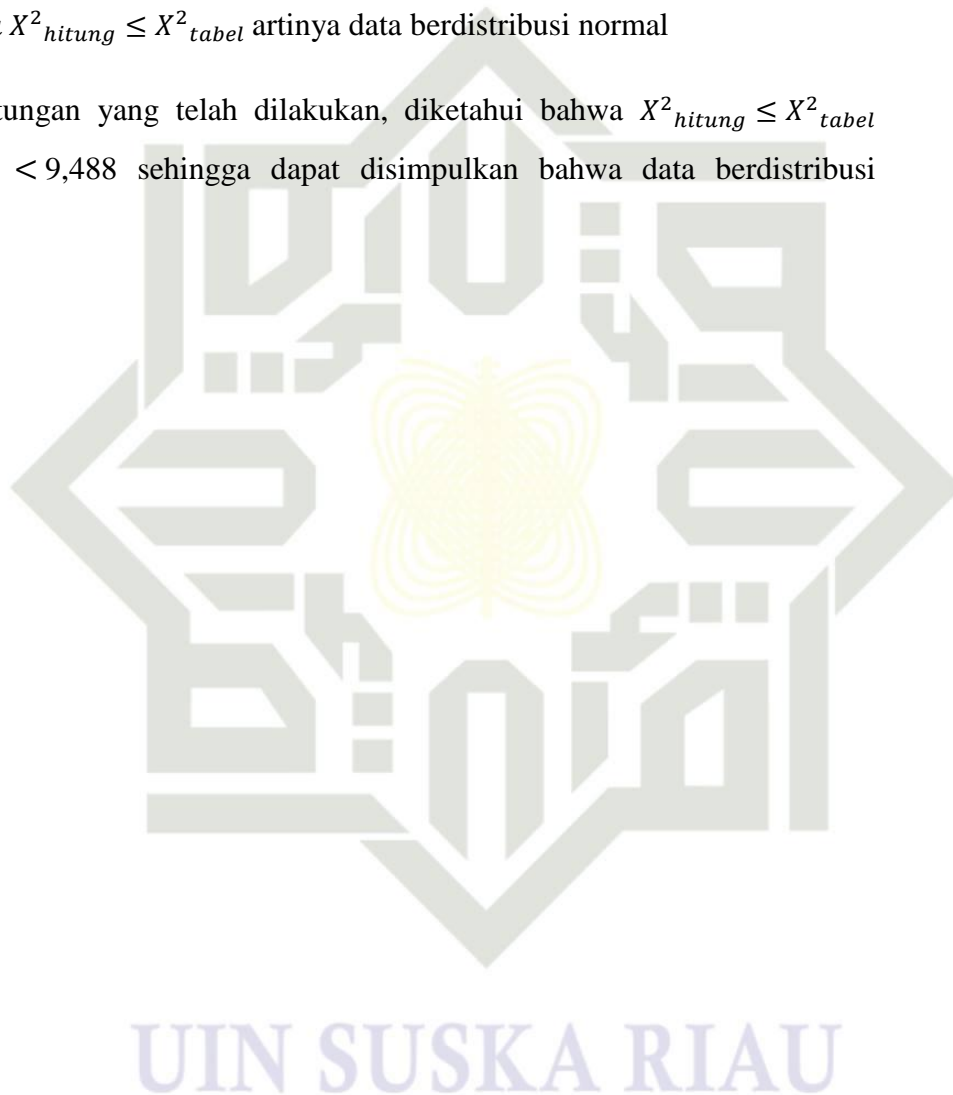 X²hitung ≤ X²tabel artinya data berdistribusi normal
tungan yang telah dilakukan, diketahui bahwa X²hitung ≤ X²tabel
< 9,488 sehingga dapat disimpulkan bahwa data berdistribusi
UIN SUSKA RIAU